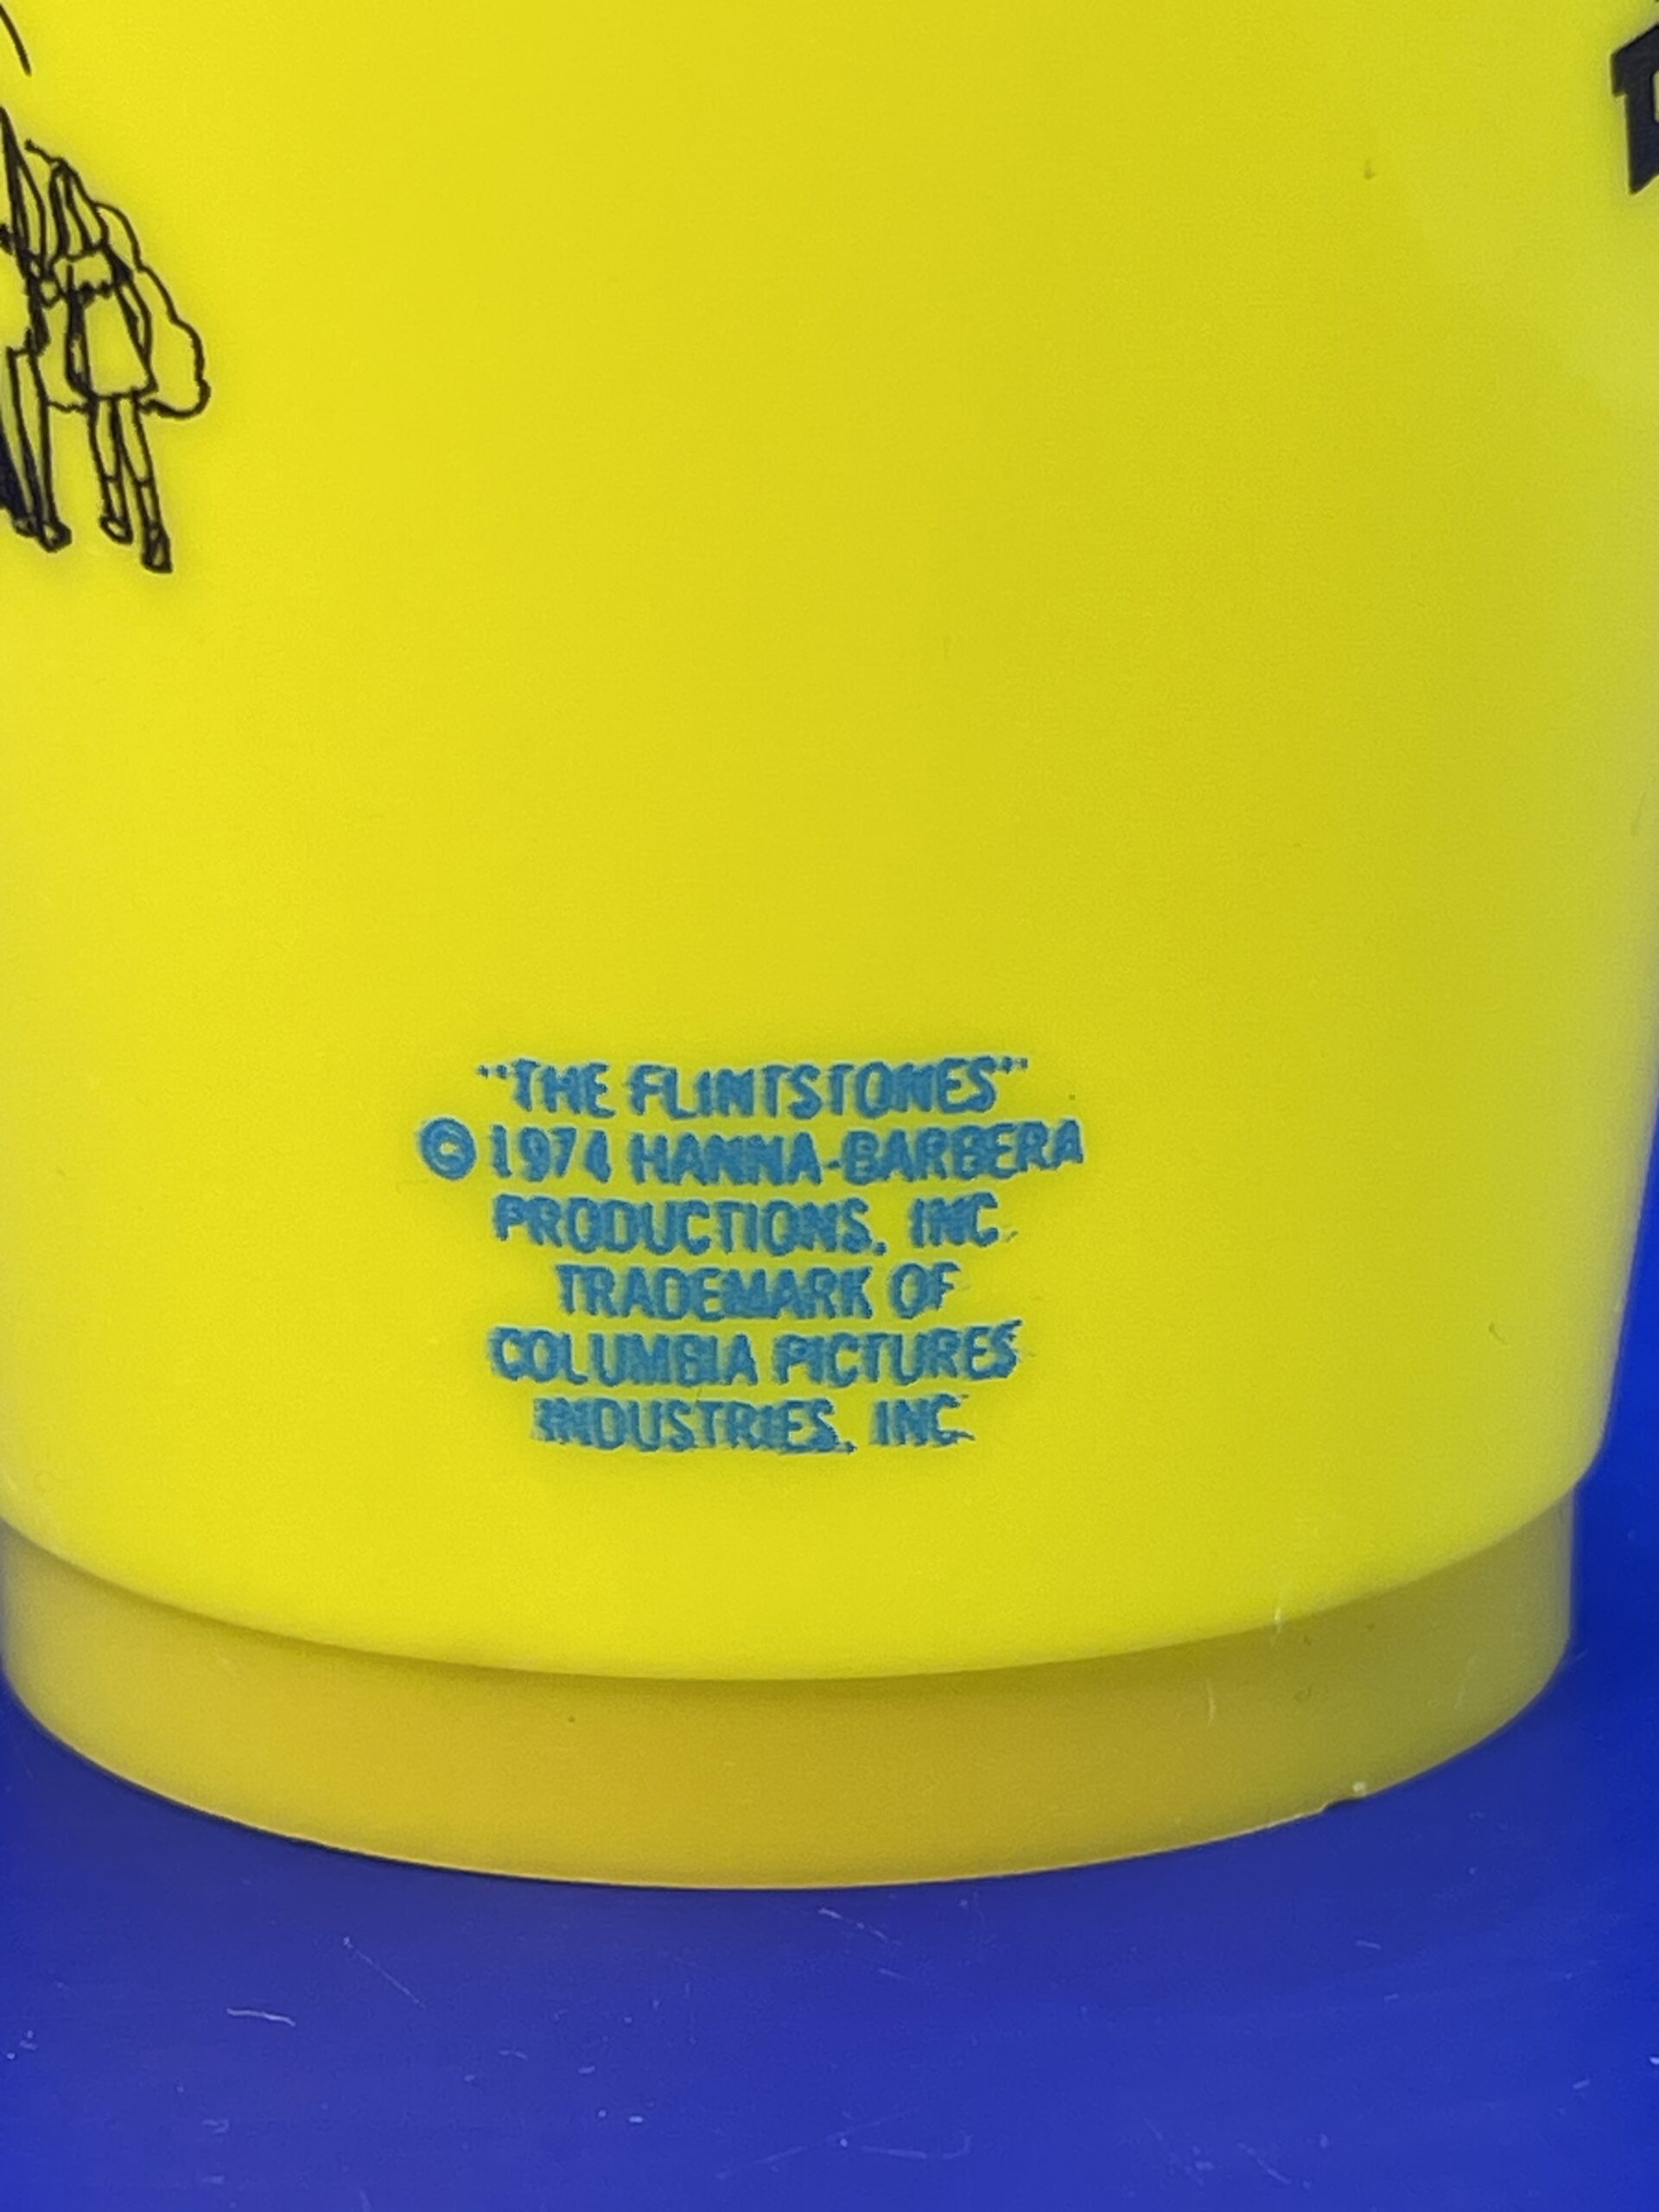 "THE FLINTSTONES"
© 1974 HANNA-BARBERA
PRODUCTIONS, INC.
TRADEMARK OF
COLUMBIA PICTURES
INDUSTRIES, INC.